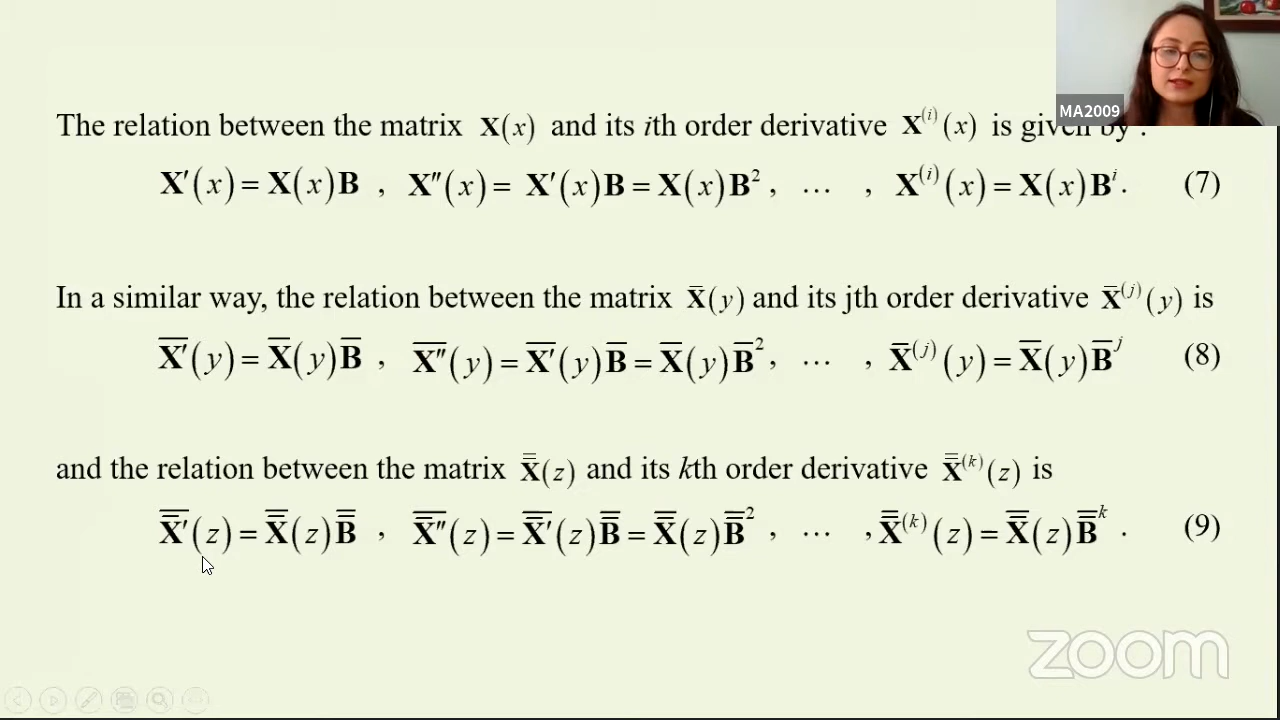 The relation between the matrix X(x) and its ith order derivative X⁽ⁱ⁾(x) is given by :
X′(x) = X(x)B , X″(x) = X′(x)B = X(x)B² , … , X⁽ⁱ⁾(x) = X(x)Bⁱ. (7)
In a similar way, the relation between the matrix X̅(y) and its jth order derivative X̅⁽ʲ⁾(y) is
X̅′(y) = X̅(y)B̅ , X̅″(y) = X̅′(y)B̅ = X̅(y)B̅², … , X̅⁽ʲ⁾(y) = X̅(y)B̅ʲ (8)
and the relation between the matrix X̿(z) and its kth order derivative X̿⁽ᵏ⁾(z) is
X̿′(z) = X̿(z)B̿ , X̿″(z) = X̿′(z)B̿ = X̿(z)B̿² , … , X̿⁽ᵏ⁾(z) = X̿(z)B̿ᵏ . (9)
MA2009
zoom